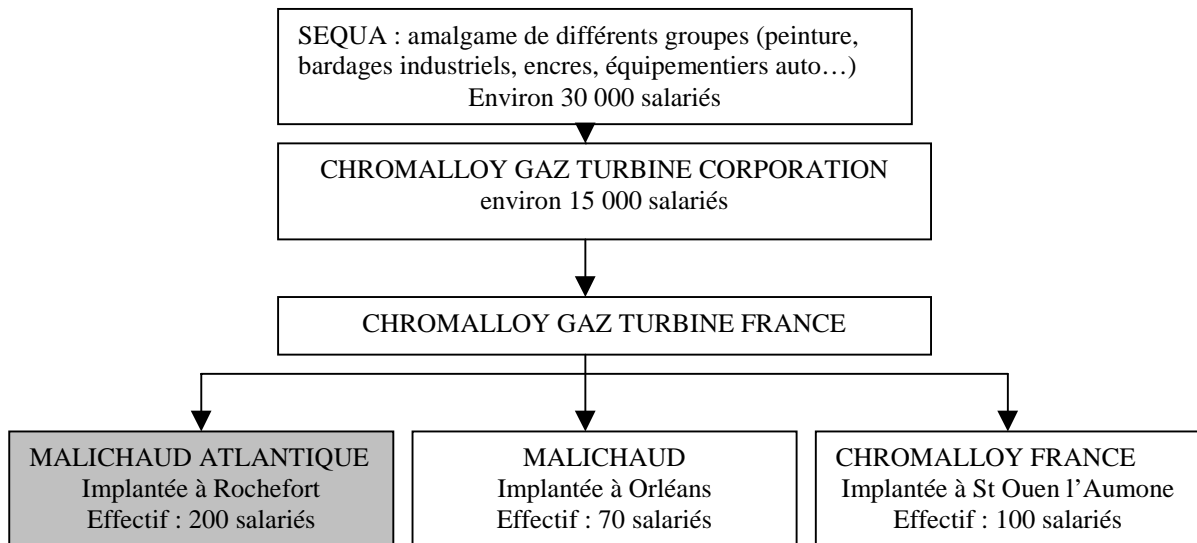 SEQUA : amalgame de différents groupes (peinture,
bardages industriels, encres, équipementiers auto…)
Environ 30 000 salariés
CHROMALLOY GAZ TURBINE CORPORATION
environ 15 000 salariés
CHROMALLOY GAZ TURBINE FRANCE
MALICHAUD ATLANTIQUE
Implantée à Rochefort
Effectif : 200 salariés
MALICHAUD
Implantée à Orléans
Effectif : 70 salariés
CHROMALLOY FRANCE
Implantée à St Ouen l’Aumone
Effectif : 100 salariés